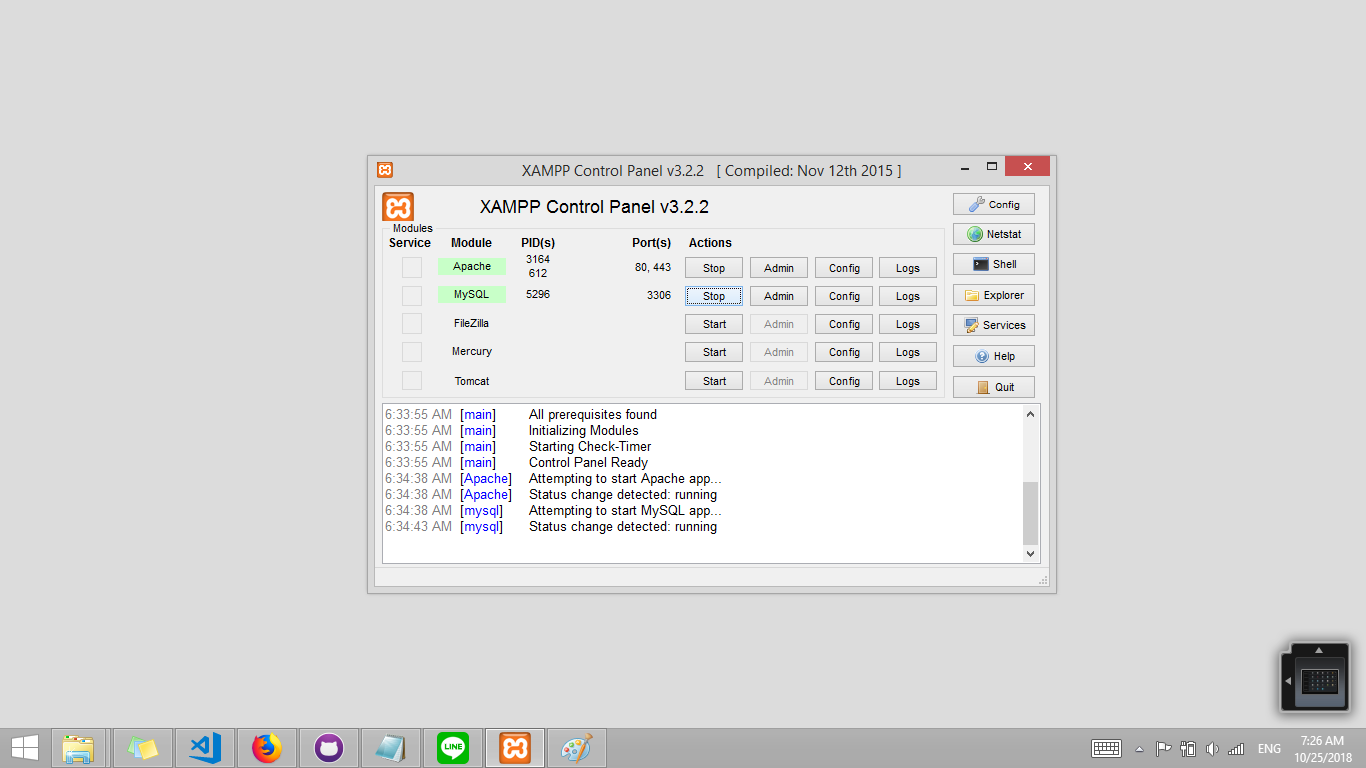 XAMPP Control Panel v3.2.2 [ Compiled: Nov 12th 2015 ]
XAMPP Control Panel v3.2.2
Config
Modules
Service Module PID(s) Port(s) Actions
Netstat
Apache 3164 612 80, 443 Stop Admin Config Logs
Shell
MySQL 5296 3306 Stop Admin Config Logs
Explorer
FileZilla Start Admin Config Logs
Services
Mercury Start Admin Config Logs
Help
Tomcat Start Admin Config Logs
Quit
6:33:55 AM [main] All prerequisites found
6:33:55 AM [main] Initializing Modules
6:33:55 AM [main] Starting Check-Timer
6:33:55 AM [main] Control Panel Ready
6:34:38 AM [Apache] Attempting to start Apache app...
6:34:38 AM [Apache] Status change detected: running
6:34:38 AM [mysql] Attempting to start MySQL app...
6:34:43 AM [mysql] Status change detected: running
LINE
ENG
7:26 AM
10/25/2018